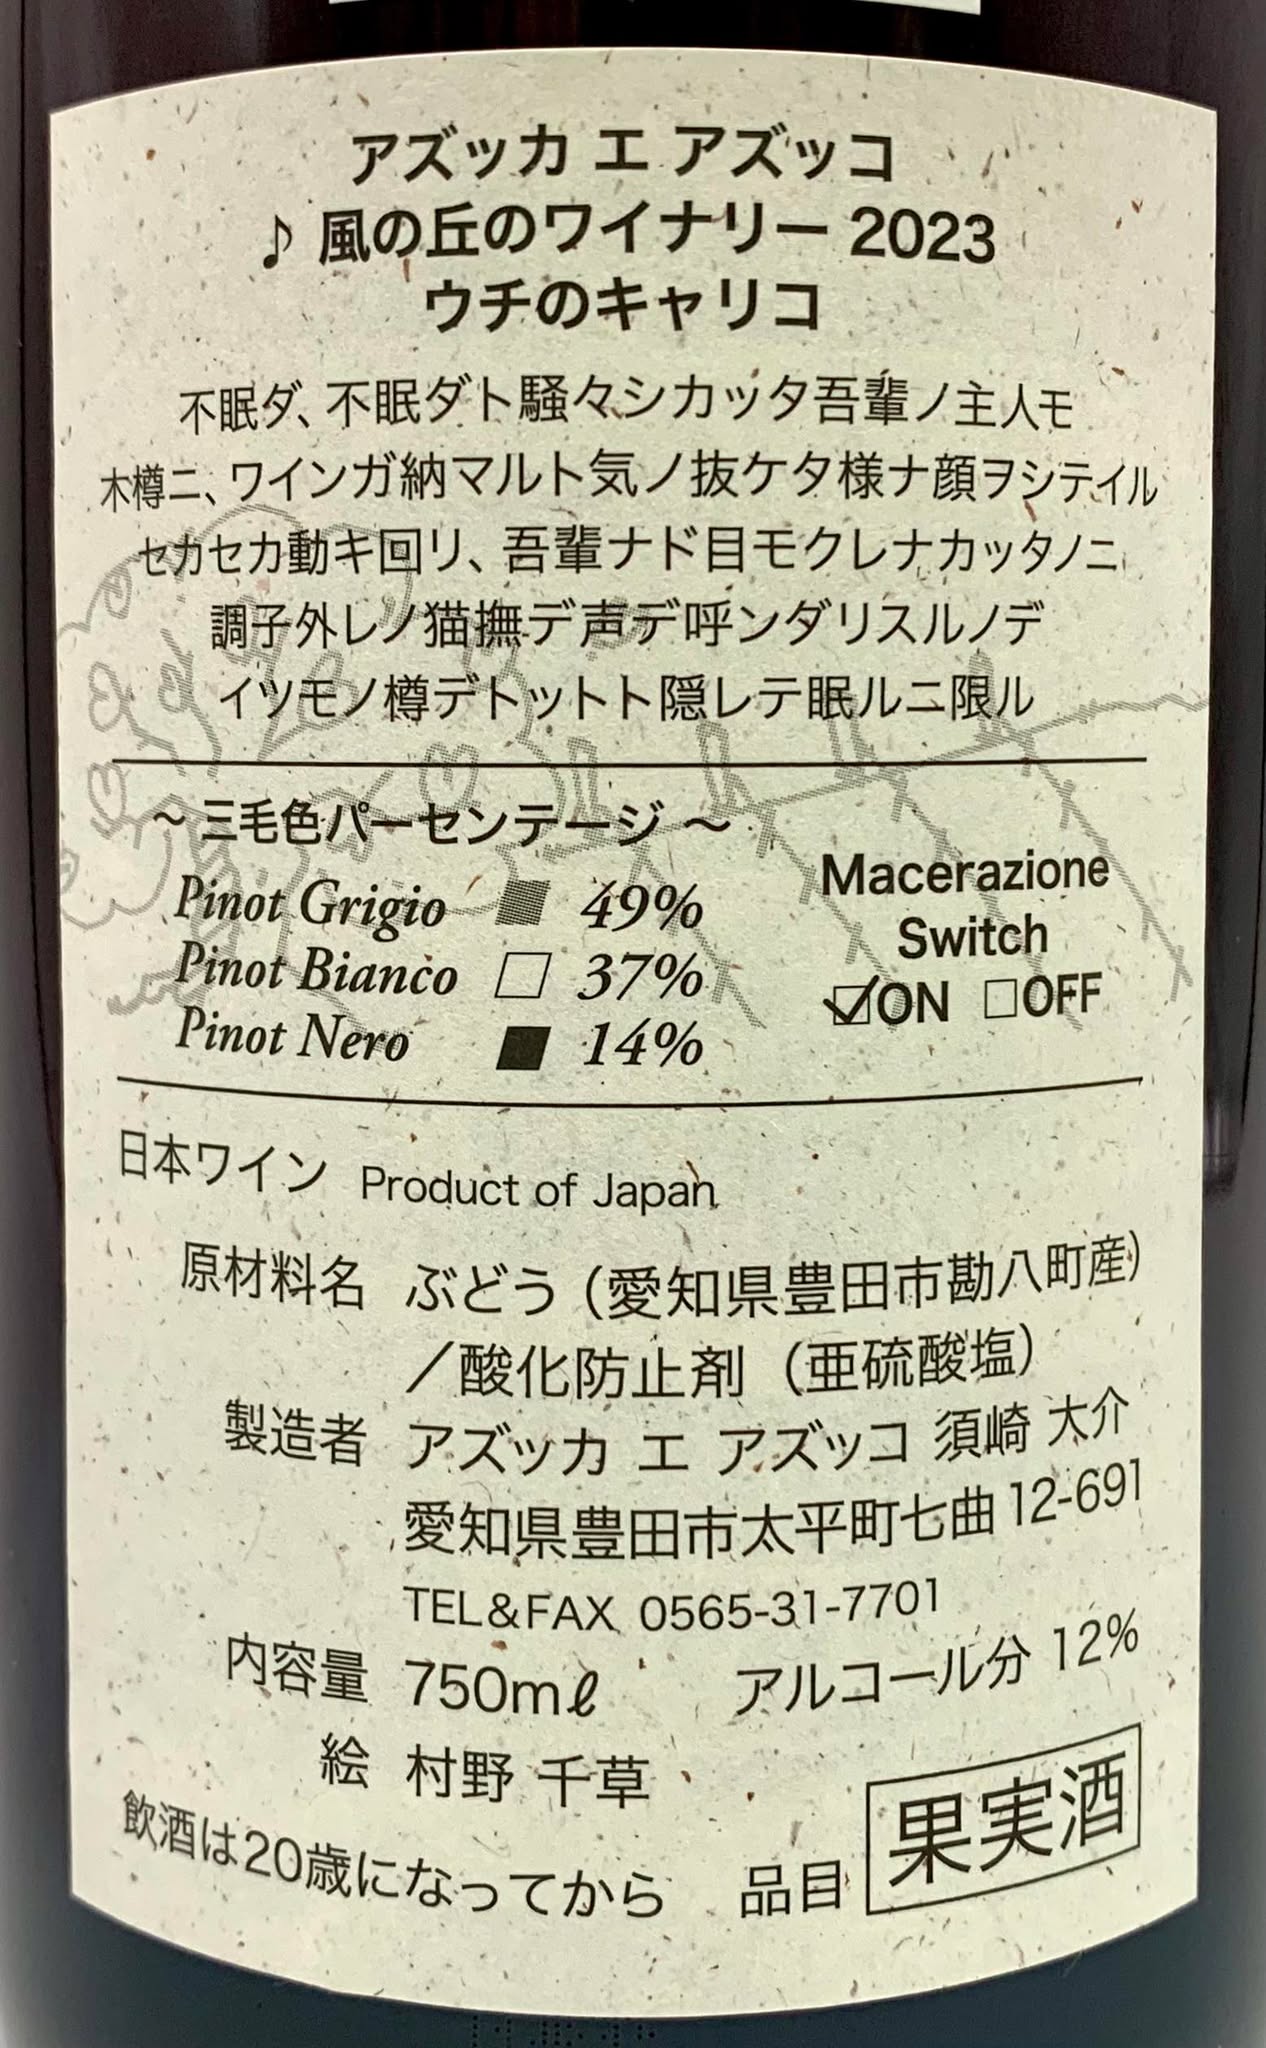 アズッカ エ アズッコ
♪ 風の丘のワイナリー 2023
ウチのキャリコ
不眠ダ、不眠ダト騒々シカッタ吾輩ノ主人モ
木樽ニ、ワインガ納マルト気ノ抜ケタ様ナ顔ヲシテイル
セカセカ動キ回リ、吾輩ナド目モクレナカッタノニ
調子外レノ猫撫デ声デ呼ンダリスルノデ
イツモノ樽デトットト隠レテ眠ルニ限ル
～ 三毛色パーセンテージ ～
Pinot Grigio 49%
Pinot Bianco 37%
Pinot Nero 14%
Macerazione
Switch
☑ON □OFF
日本ワイン Product of Japan
原材料名 ぶどう（愛知県豊田市勘八町産）
／酸化防止剤（亜硫酸塩）
製造者 アズッカ エ アズッコ 須崎 大介
愛知県豊田市太平町七曲12-691
TEL&FAX 0565-31-7701
内容量 750mℓ アルコール分 12%
絵 村野 千草
飲酒は20歳になってから 品目 果実酒